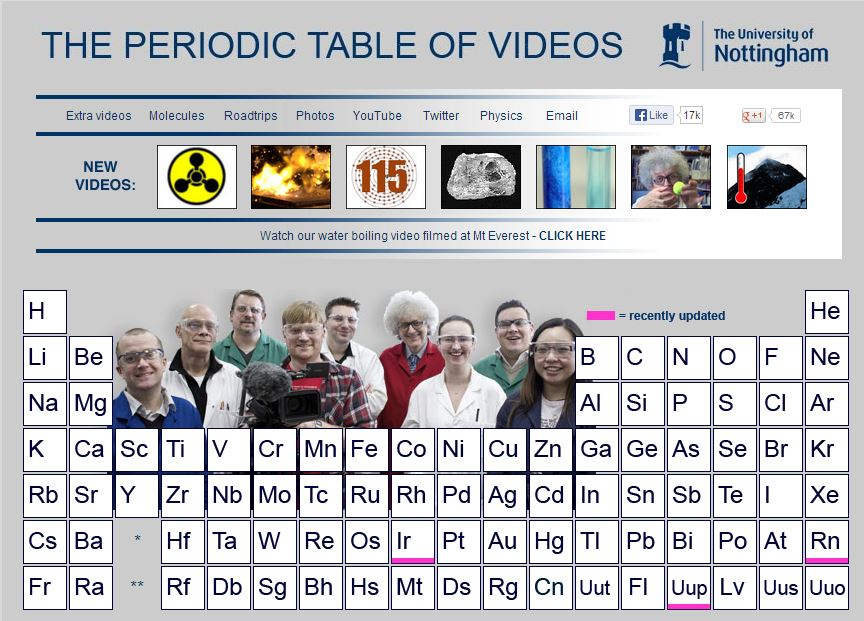 THE PERIODIC TABLE OF VIDEOS
The University of
Nottingham
Extra videos Molecules Roadtrips Photos YouTube Twitter Physics Email Like 17k g+1 67k
NEW
VIDEOS:
115
Watch our water boiling video filmed at Mt Everest - CLICK HERE
= recently updated
H He
Li Be B C N O F Ne
Na Mg Al Si P S Cl Ar
K Ca Sc Ti V Cr Mn Fe Co Ni Cu Zn Ga Ge As Se Br Kr
Rb Sr Y Zr Nb Mo Tc Ru Rh Pd Ag Cd In Sn Sb Te I Xe
Cs Ba * Hf Ta W Re Os Ir Pt Au Hg Tl Pb Bi Po At Rn
Fr Ra ** Rf Db Sg Bh Hs Mt Ds Rg Cn Uut Fl Uup Lv Uus Uuo